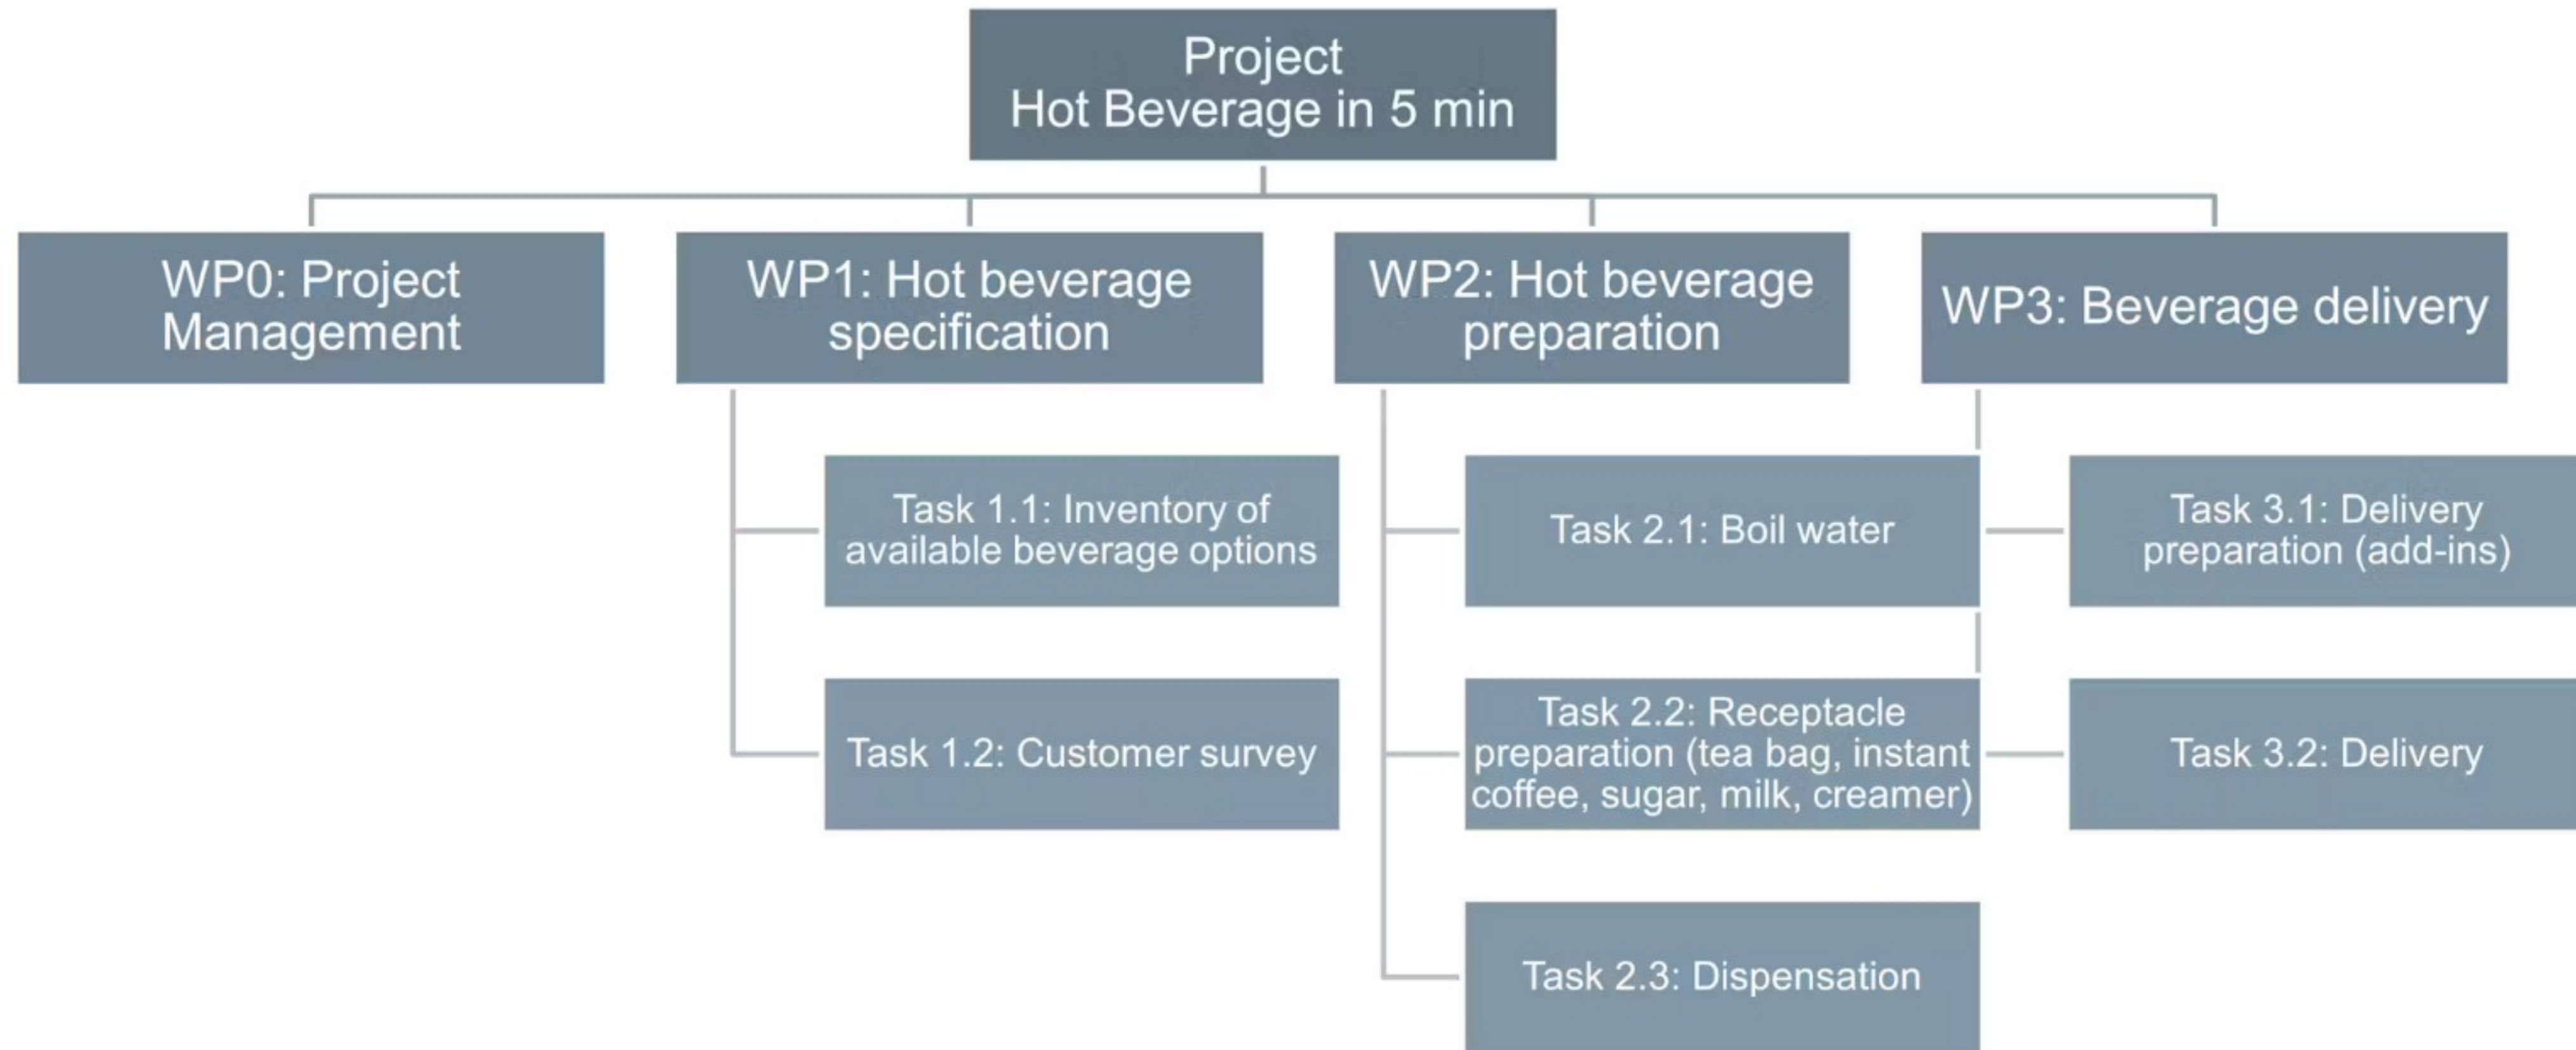 Project
Hot Beverage in 5 min
WP0: Project
Management
WP1: Hot beverage
specification
WP2: Hot beverage
preparation
WP3: Beverage delivery
Task 1.1: Inventory of
available beverage options
Task 1.2: Customer survey
Task 2.1: Boil water
Task 2.2: Receptacle
preparation (tea bag, instant
coffee, sugar, milk, creamer)
Task 2.3: Dispensation
Task 3.1: Delivery
preparation (add-ins)
Task 3.2: Delivery